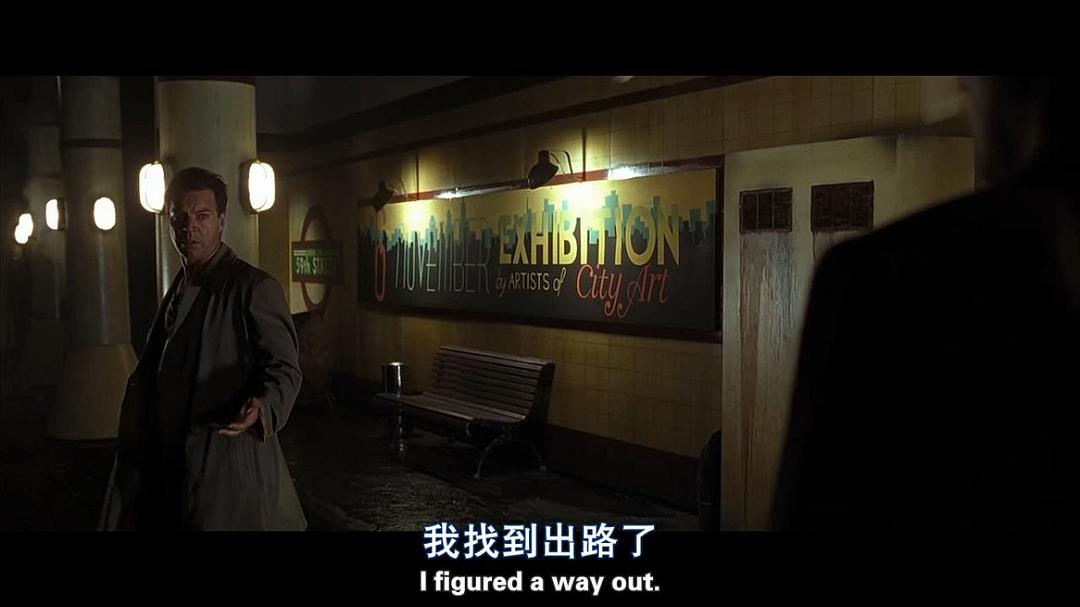 59th STREET
NOVEMBER EXHIBITION
by ARTISTS of City Art
我找到出路了
I figured a way out.